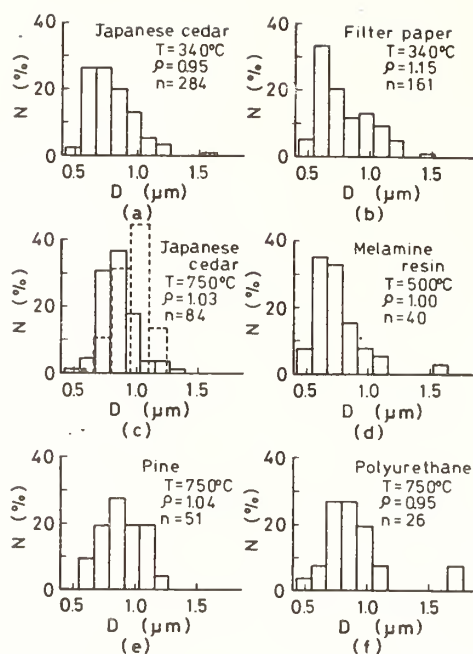 Japanese cedar
T=340°C
ρ=0.95
n=284
N (%)
40
20
0
0.5 1.0 1.5
D (μm)
(a)
Filter paper
T=340°C
ρ=1.15
n=161
N (%)
40
20
0
0.5 1.0 1.5
D (μm)
(b)
Japanese
cedar
T=750°C
ρ=1.03
n=84
N (%)
40
20
0
0.5 1.0 1.5
D (μm)
(c)
Melamine
resin
T=500°C
ρ=1.00
n=40
N (%)
40
20
0
0.5 1.0 1.5
D (μm)
(d)
Pine
T=750°C
ρ=1.04
n=51
N (%)
40
20
0
0.5 1.0 1.5
D (μm)
(e)
Polyurethane
T=750°C
ρ=0.95
n=26
N (%)
40
20
0
0.5 1.0 1.5
D (μm)
(f)